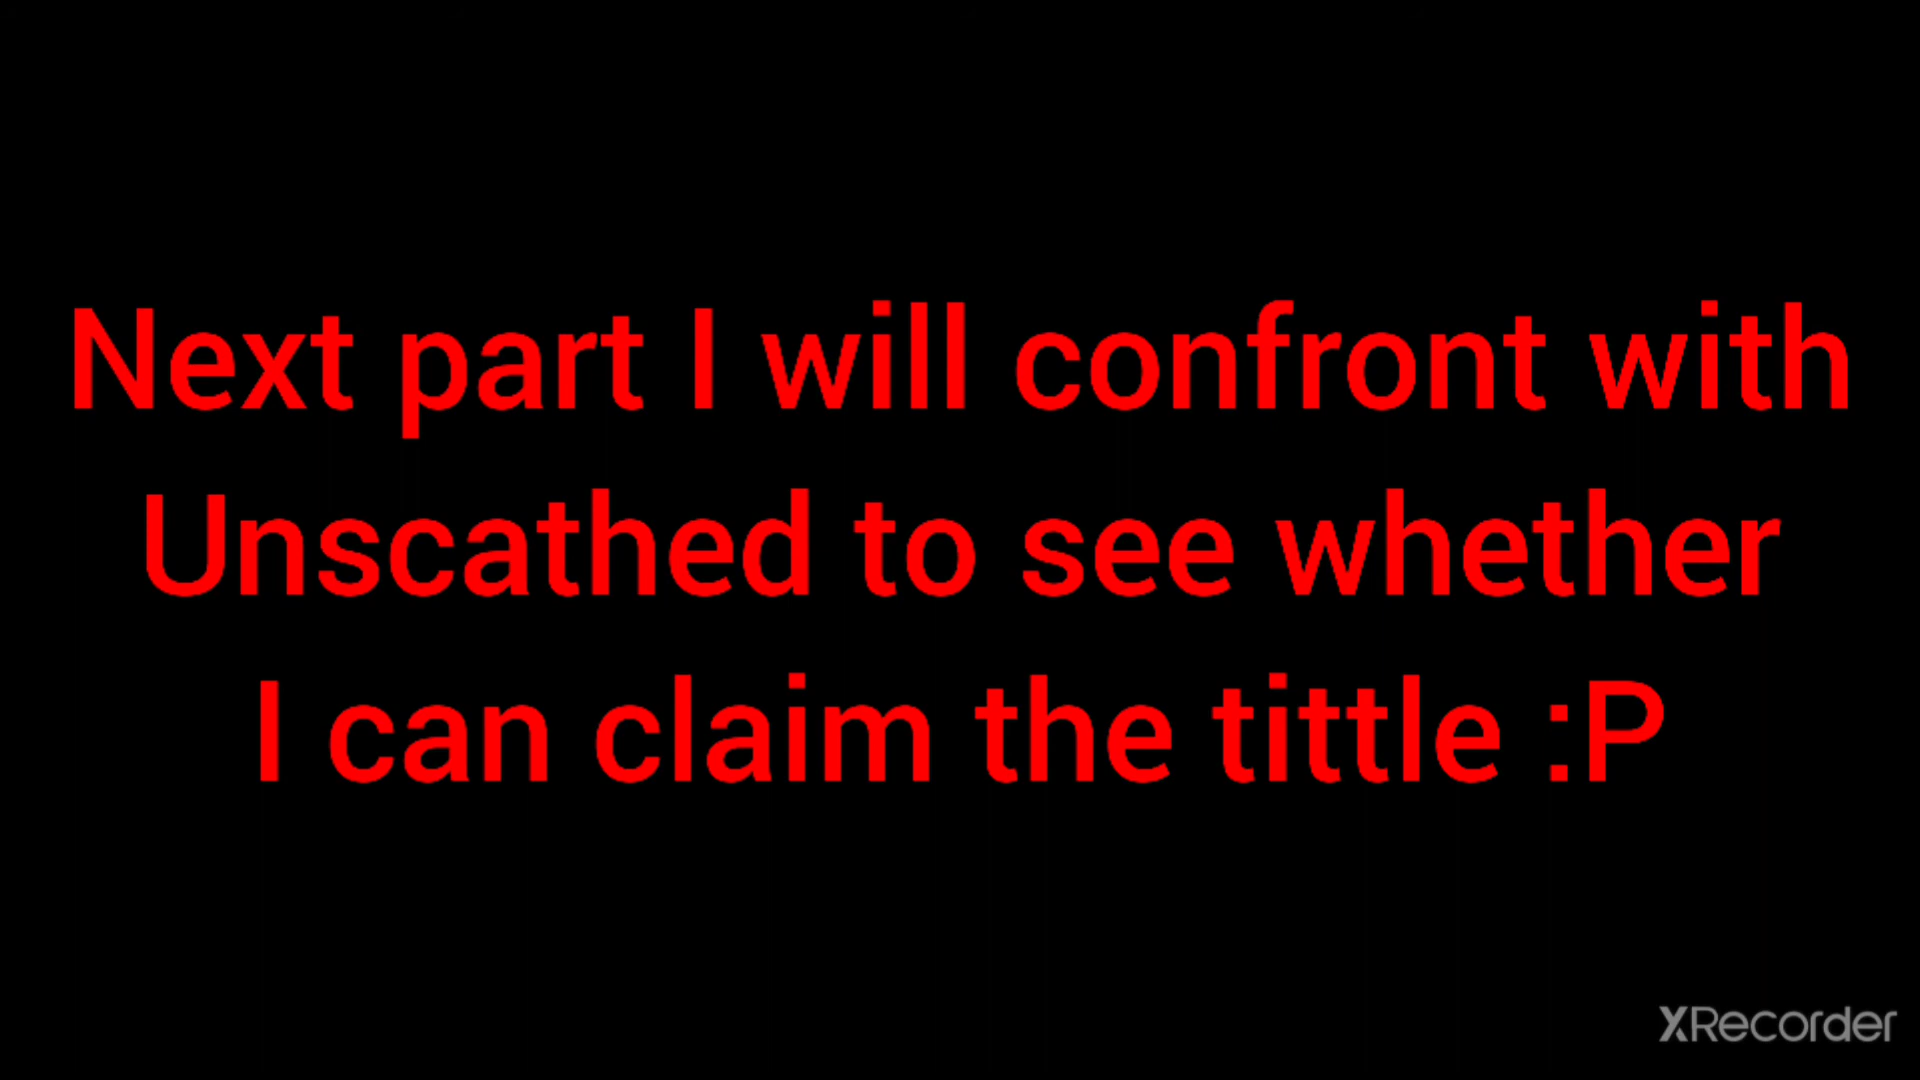 Next part I will confront with
Unscathed to see whether
I can claim the tittle :P
XRecorder